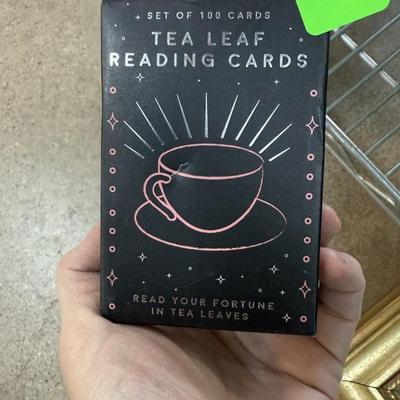 SET OF 100 CARDS
TEA LEAF
READING CARDS
READ YOUR FORTUNE
IN TEA LEAVES